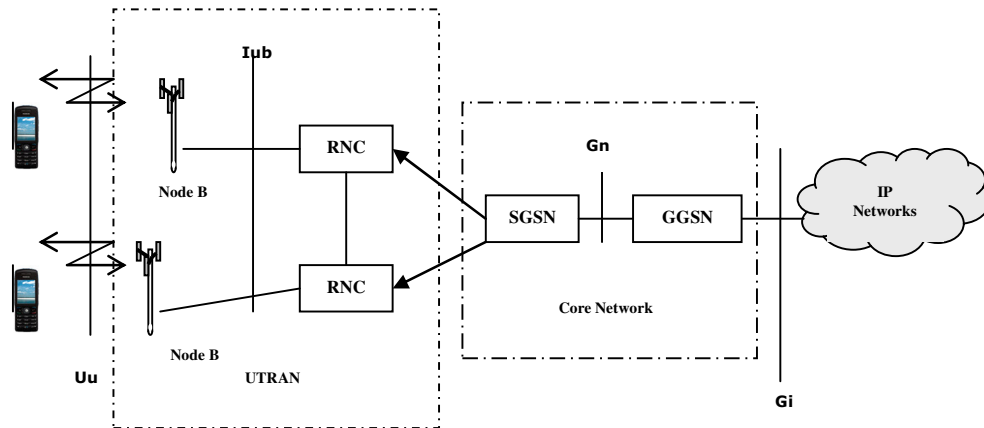 Iub
RNC
Node B
Gn
SGSN
GGSN
IP
Networks
RNC
Core Network
Node B
Uu
UTRAN
Gi